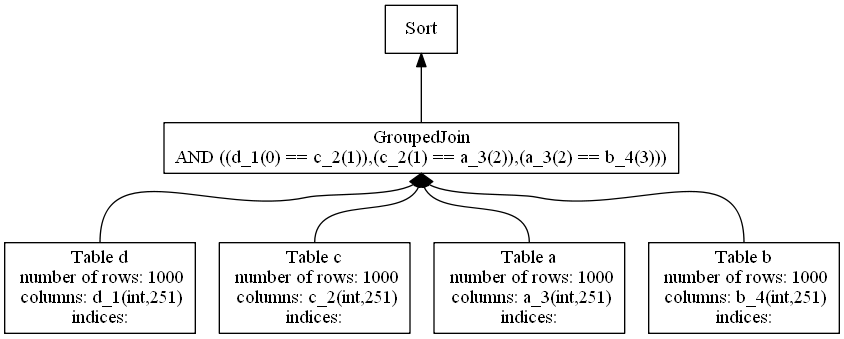 Sort
GroupedJoin
AND ((d_1(0) == c_2(1)),(c_2(1) == a_3(2)),(a_3(2) == b_4(3)))
Table d
number of rows: 1000
columns: d_1(int,251)
indices:
Table c
number of rows: 1000
columns: c_2(int,251)
indices:
Table a
number of rows: 1000
columns: a_3(int,251)
indices:
Table b
number of rows: 1000
columns: b_4(int,251)
indices: